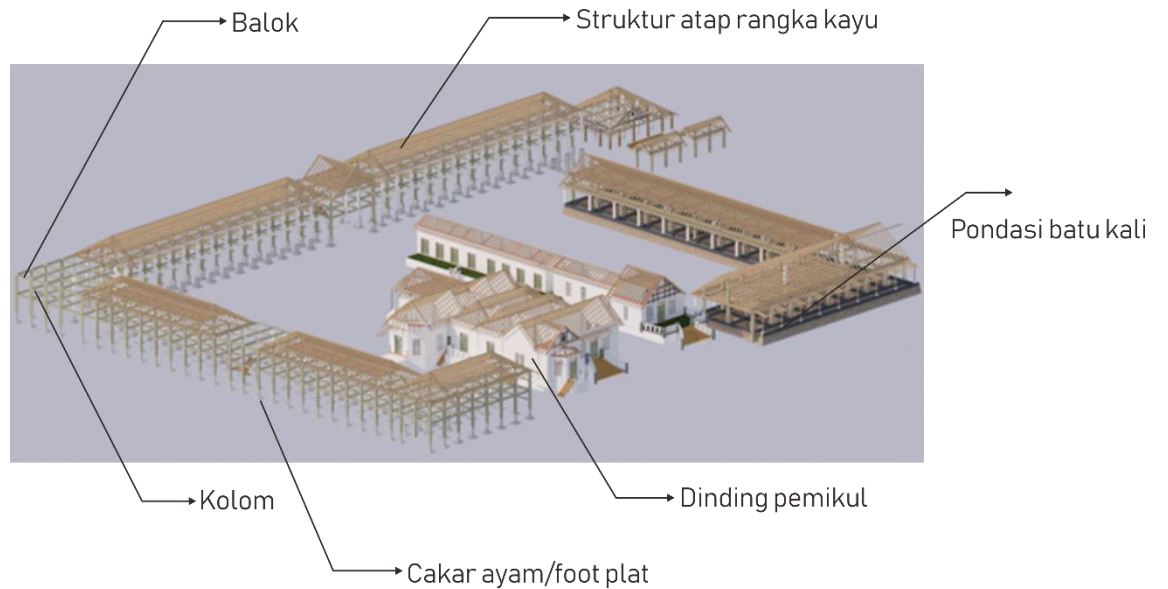 Balok
Struktur atap rangka kayu
Pondasi batu kali
Kolom
Dinding pemikul
Cakar ayam/foot plat